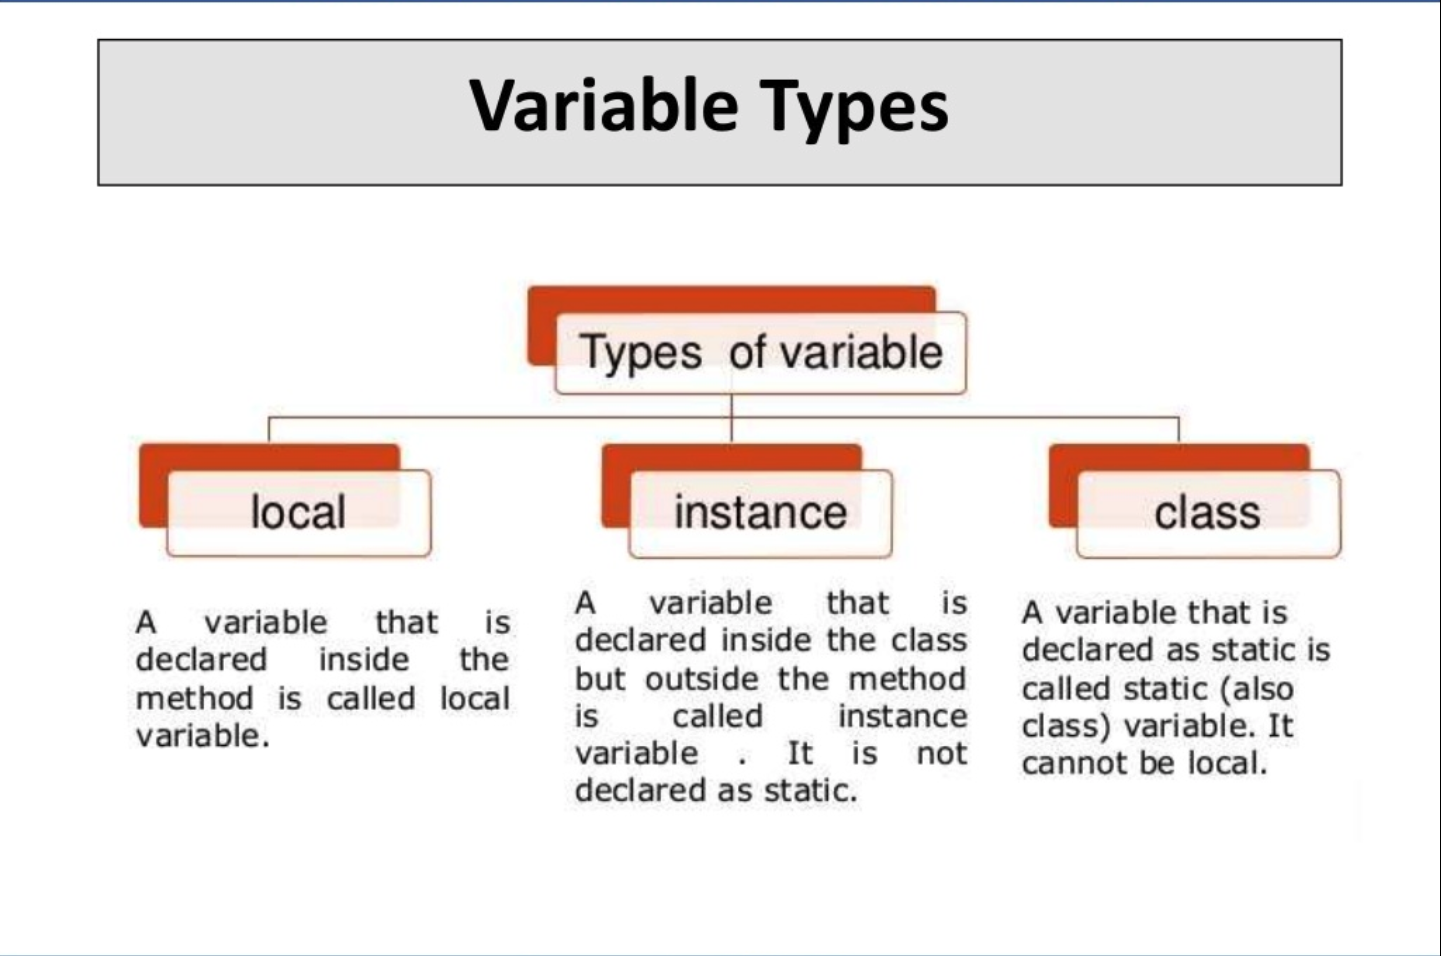 Variable Types
Types of variable
local
instance
class
A variable that is
declared inside the
method is called local
variable.
A variable that is
declared inside the class
but outside the method
is called instance
variable . It is not
declared as static.
A variable that is
declared as static is
called static (also
class) variable. It
cannot be local.